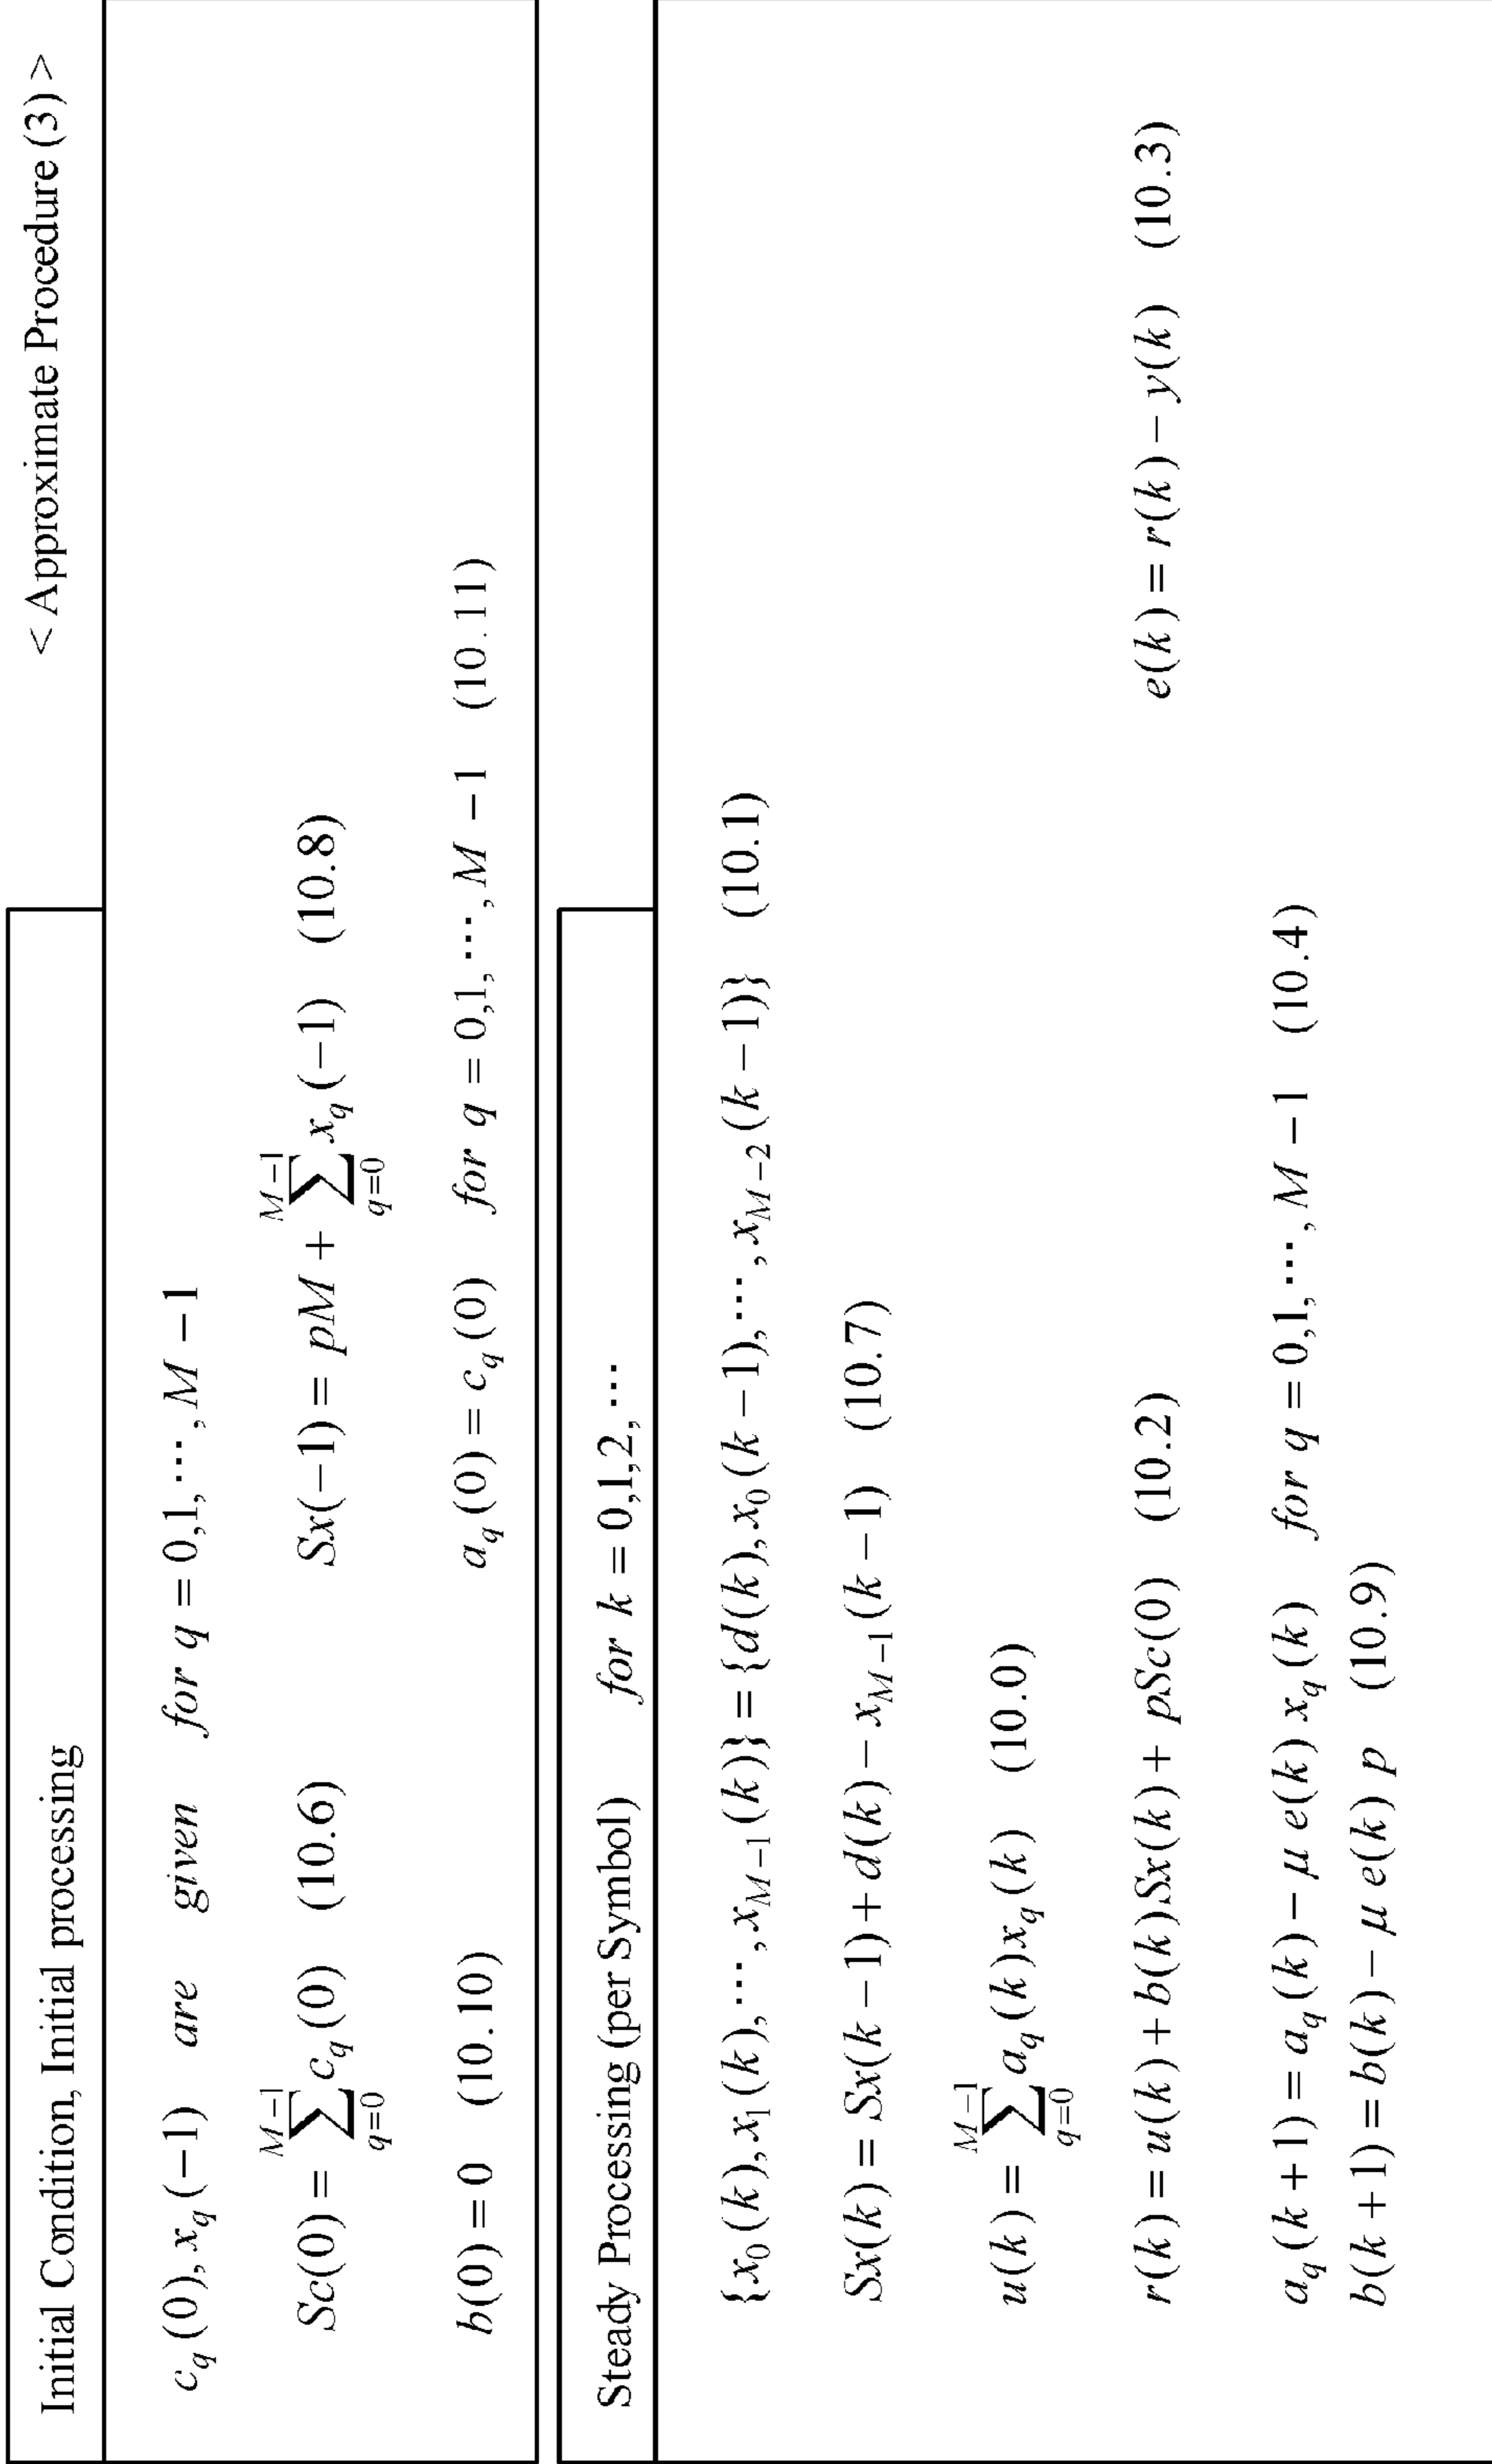 < Approximate Procedure (3) >
Initial Condition, Initial processing
c_q(0), x_q(−1) are given for q = 0,1, ⋯, M − 1
Sc(0) = ∑_{q=0}^{M−1} c_q(0) (10.6) Sx(−1) = pM + ∑_{q=0}^{M−1} x_q(−1) (10.8)
b(0) = 0 (10.10) a_q(0) = c_q(0) for q = 0,1, ⋯, M − 1 (10.11)
Steady Processing (per Symbol) for k = 0,1,2, ⋯
{x_0(k), x_1(k), ⋯, x_{M−1}(k)} = {d(k), x_0(k − 1), ⋯, x_{M−2}(k − 1)} (10.1)
Sx(k) = Sx(k − 1) + d(k) − x_{M−1}(k − 1) (10.7)
u(k) = ∑_{q=0}^{M−1} a_q(k)x_q(k) (10.0)
r(k) = u(k) + b(k)Sx(k) + pSc(0) (10.2) e(k) = r(k) − y(k) (10.3)
a_q(k + 1) = a_q(k) − μ e(k) x_q(k) for q = 0,1, ⋯, M − 1 (10.4)
b(k + 1) = b(k) − μ e(k) p (10.9)